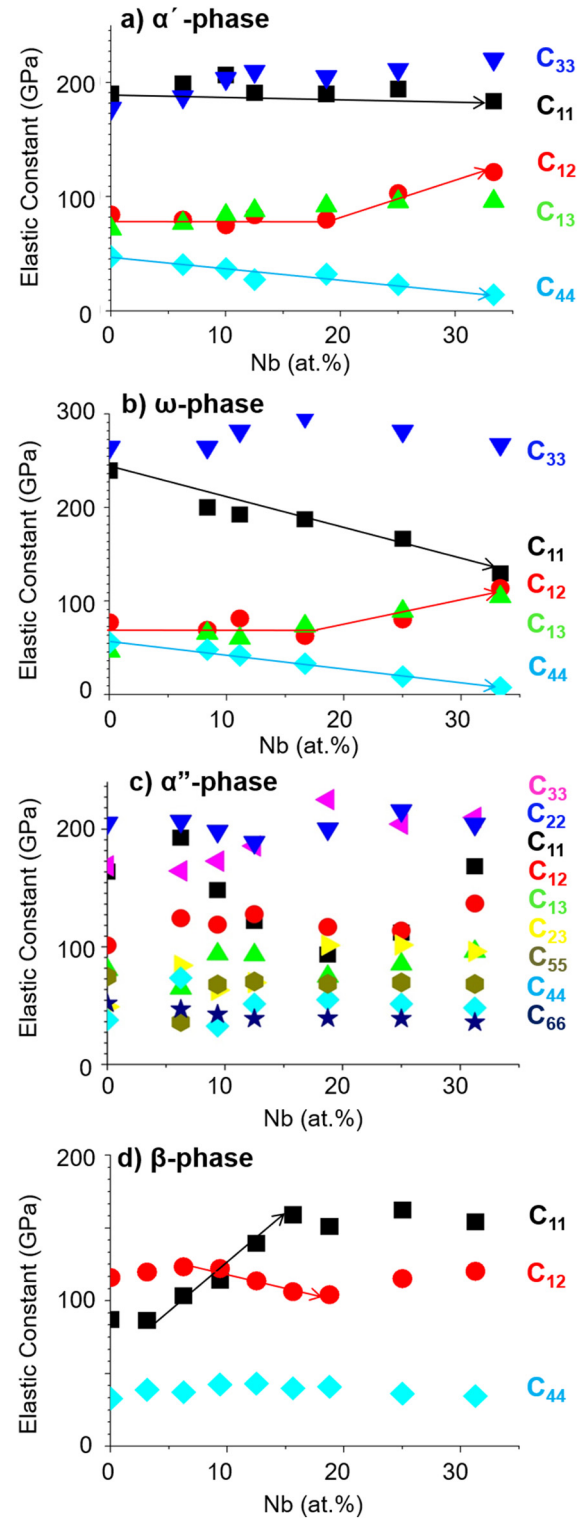 a) α´-phase
Elastic Constant (GPa)
200
100
0
0
10
20
30
Nb (at.%)
C33
C11
C12
C13
C44
b) ω-phase
Elastic Constant (GPa)
300
200
100
0
0
10
20
30
Nb (at.%)
C33
C11
C12
C13
C44
c) α”-phase
Elastic Constant (GPa)
200
100
0
0
10
20
30
Nb (at.%)
C33
C22
C11
C12
C13
C23
C55
C44
C66
d) β-phase
Elastic Constant (GPa)
200
100
0
0
10
20
30
Nb (at.%)
C11
C12
C44